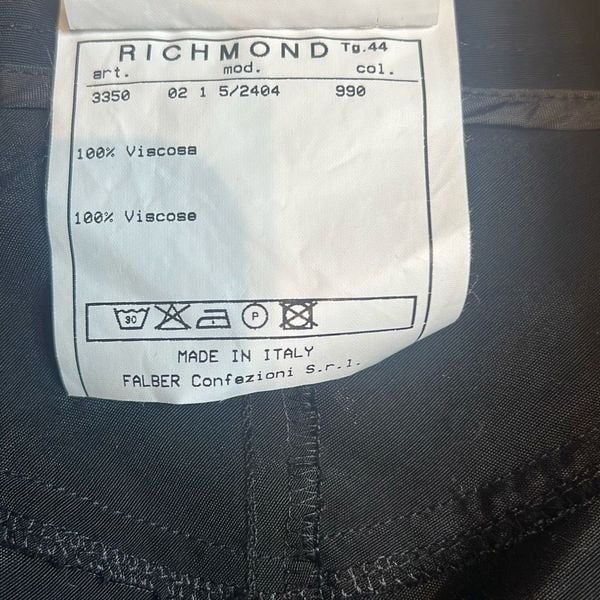 RICHMOND Tg.44
art. mod. col.
3350 02 1 5/2404 990
100% Viscosa
100% Viscose
30 P
MADE IN ITALY
FALBER Confezioni S.r.l.